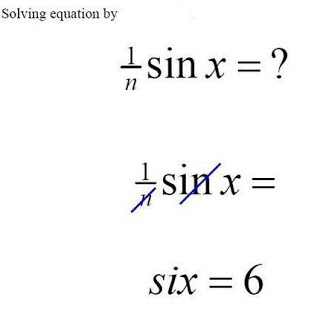 Solving equation by
1/n sin x = ?
1/n sin x =
six = 6